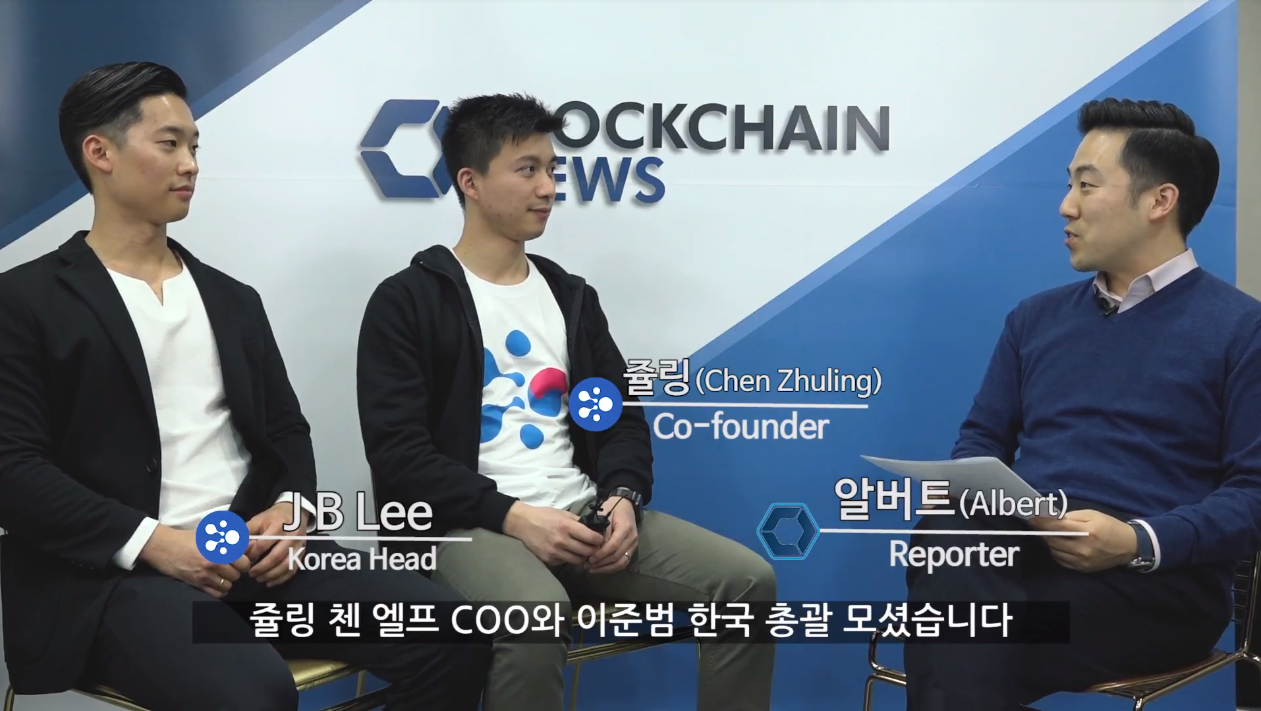 OCKCHAIN
EWS
쥴링 (Chen Zhuling)
Co-founder
J B Lee
Korea Head
알버트 (Albert)
Reporter
쥴링 첸 엘프 COO와 이준범 한국 총괄 모셨습니다